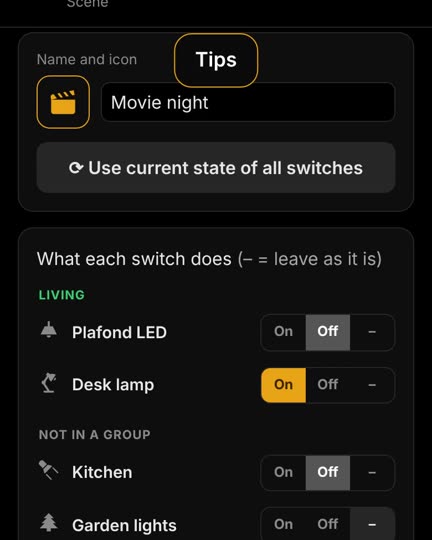 Scene
Name and icon
Tips
Movie night
⟳ Use current state of all switches
What each switch does (– = leave as it is)
LIVING
Plafond LED On Off –
Desk lamp On Off –
NOT IN A GROUP
Kitchen On Off –
Garden lights On Off –